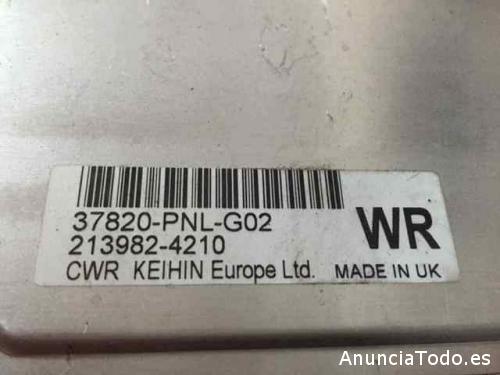 37820-PNL-G02
213982-4210
WR
CWR KEIHIN Europe Ltd. MADE IN UK
AnunciaTodo.es